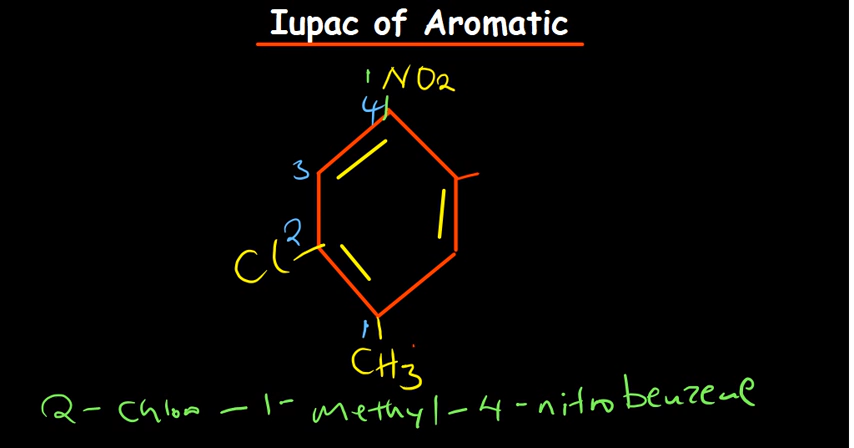 Iupac of Aromatic
1 NO2
4
3
2
Cl
1
CH3
2 - chloro - 1 - methyl - 4 - nitrobenzene